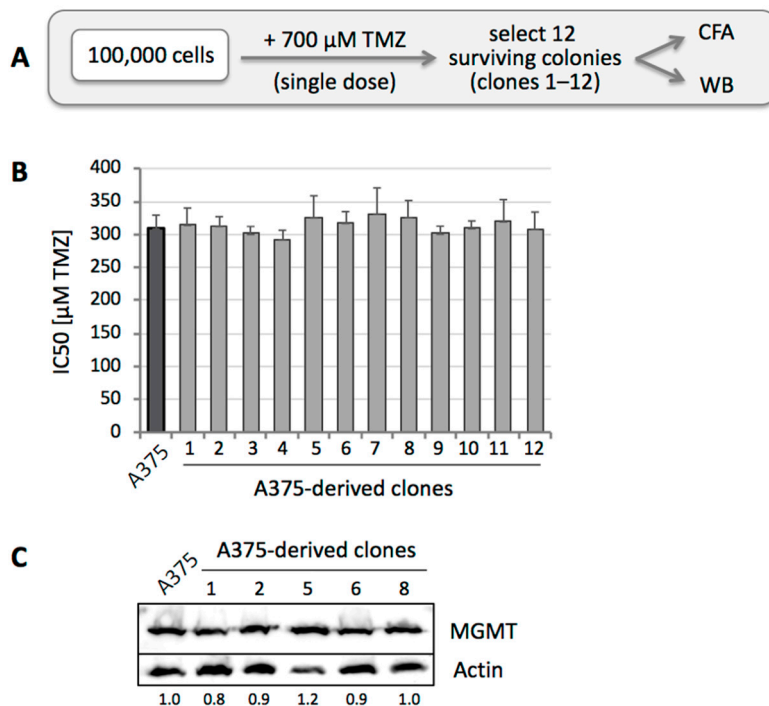 A
100,000 cells
+ 700 µM TMZ
(single dose)
select 12
surviving colonies
(clones 1–12)
CFA
WB
B
IC50 [µM TMZ]
400
350
300
250
200
150
100
50
0
A375 1 2 3 4 5 6 7 8 9 10 11 12
A375-derived clones
C
A375-derived clones
A375 1 2 5 6 8
MGMT
Actin
1.0 0.8 0.9 1.2 0.9 1.0